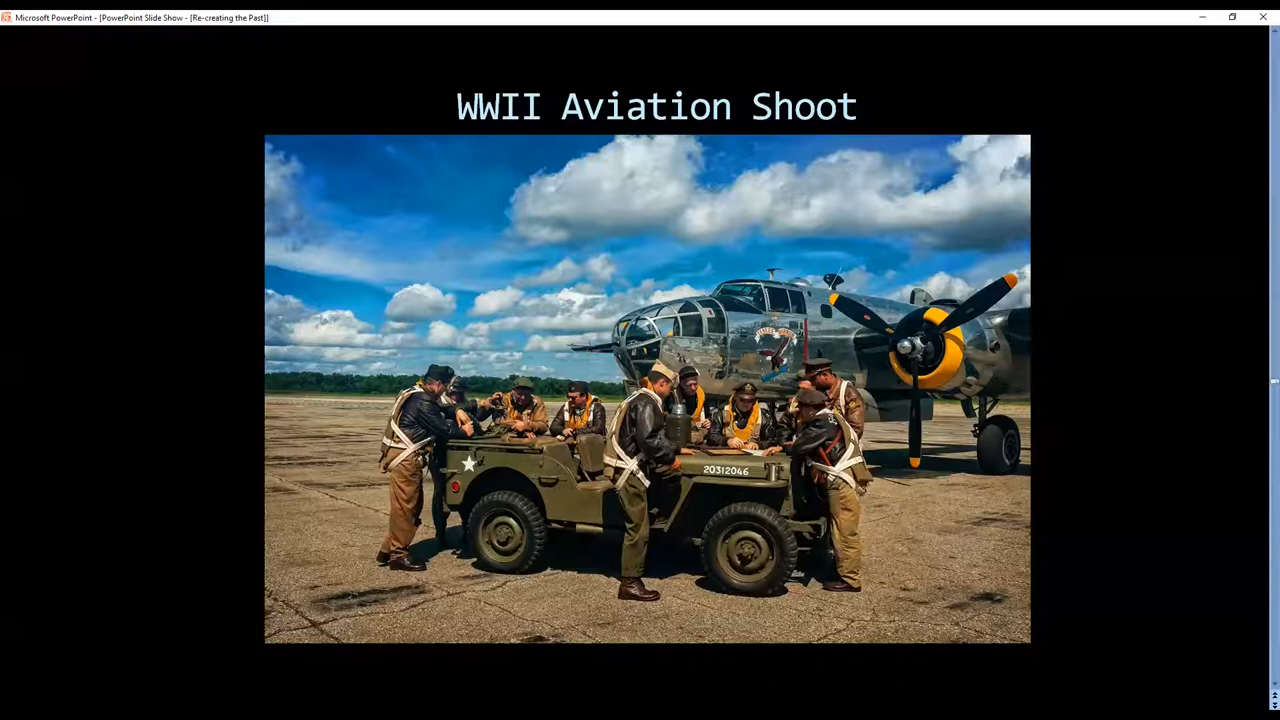 Microsoft PowerPoint - [PowerPoint Slide Show - [Re-creating the Past]]
WWII Aviation Shoot
20312046